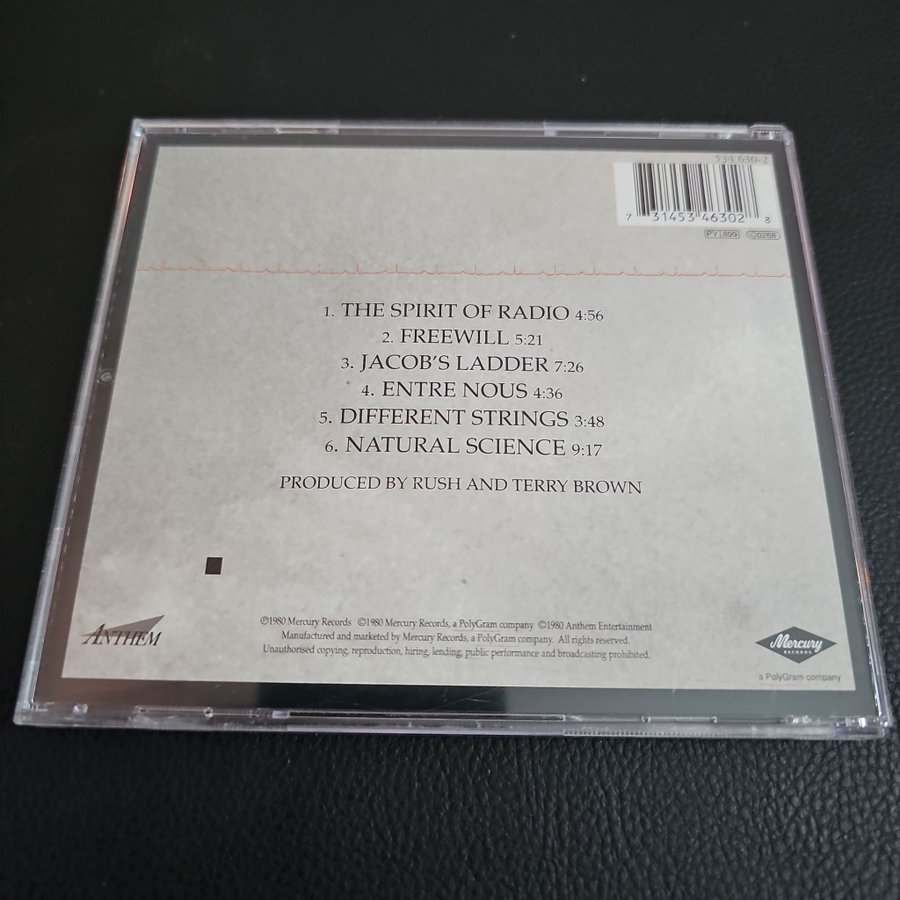 534 630-2
7 31453 46302 8
PY 899 0268
1. THE SPIRIT OF RADIO 4:56
2. FREEWILL 5:21
3. JACOB'S LADDER 7:26
4. ENTRE NOUS 4:36
5. DIFFERENT STRINGS 3:48
6. NATURAL SCIENCE 9:17
PRODUCED BY RUSH AND TERRY BROWN
ANTHEM
℗1980 Mercury Records ©1980 Mercury Records, a PolyGram company ©1980 Anthem Entertainment
Manufactured and marketed by Mercury Records, a PolyGram company. All rights reserved.
Unauthorised copying, reproduction, hiring, lending, public performance and broadcasting prohibited.
Mercury
RECORDS
a PolyGram company